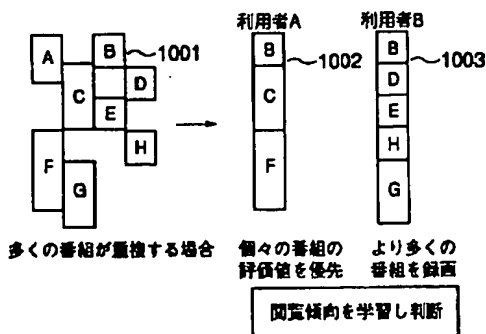 利用者A
利用者B
A
B
1001
C
D
E
F
G
H
B
1002
C
F
B
1003
D
E
H
G
多くの番組が重複する場合
個々の番組の
評価値を優先
より多くの
番組を録画
閲覧傾向を学習し判断